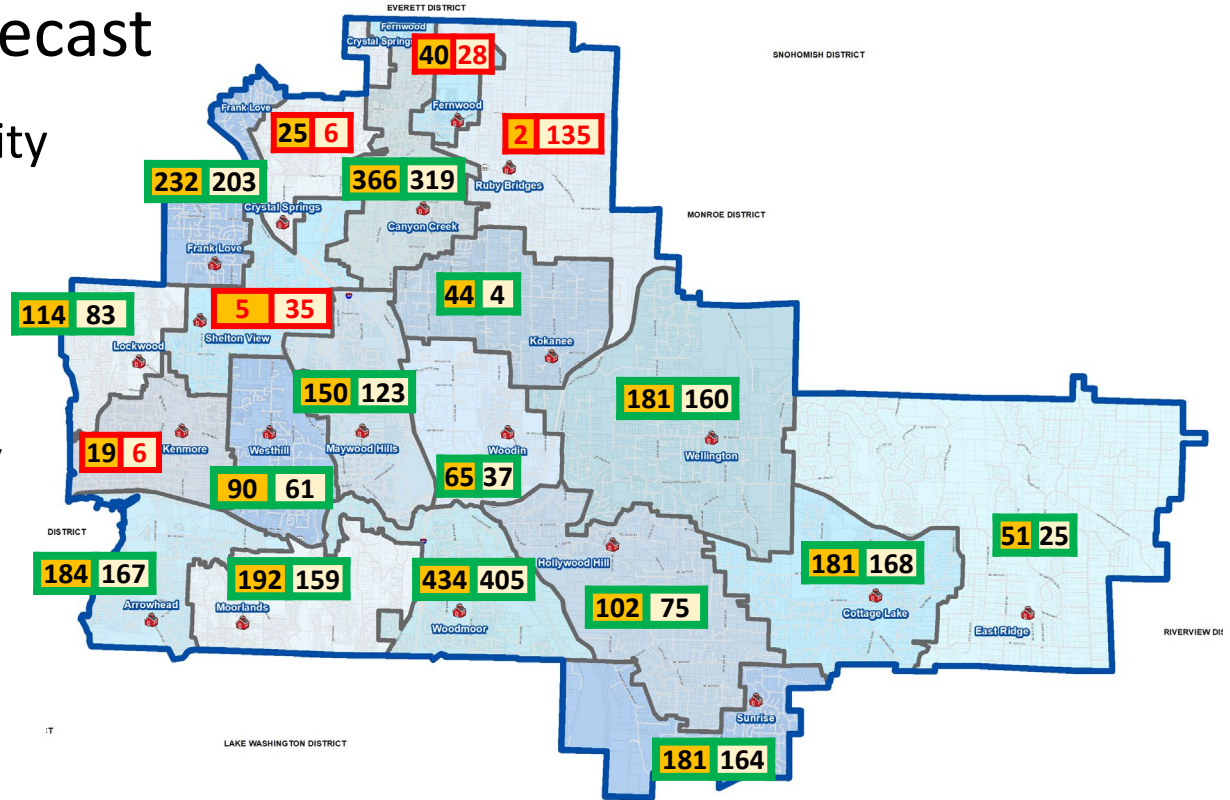 EVERETT DISTRICT
ecast
Fernwood
Crystal Springs
40 28
SNOHOMISH DISTRICT
Frank Love
Fernwood
25 6
2 135
ity
232 203
366 319
Ruby Bridges
Crystal Springs
MONROE DISTRICT
Canyon Creek
Frank Love
44 4
114 83
5 35
Shelton View
Lockwood
Kokanee
150 123
181 160
19 6
Kenmore
Westhill
Maywood Hills
Woodin
Wellington
65 37
90 61
DISTRICT
51 25
Hollywood Hill
181 168
184 167
192 159
434 405
Arrowhead
Moorlands
102 75
Cottage Lake
Woodmoor
East Ridge
RIVERVIEW DIS
Sunrise
:T
LAKE WASHINGTON DISTRICT
181 164